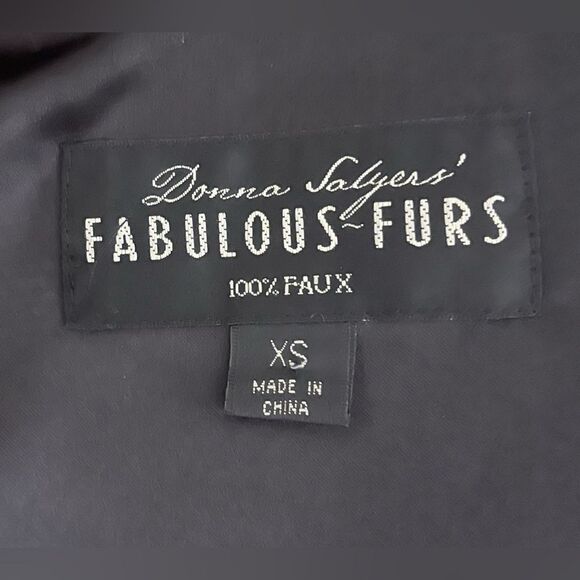 Donna Salyers'
FABULOUS~FURS
100% FAUX
XS
MADE IN
CHINA